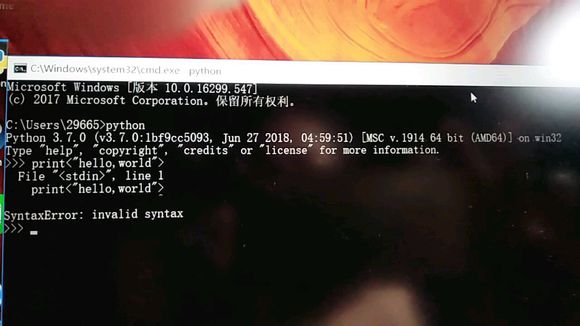 C:\Windows\system32\cmd.exe - python
Microsoft Windows [版本 10.0.16299.547]
(c) 2017 Microsoft Corporation。保留所有权利。
C:\Users\29665>python
Python 3.7.0 (v3.7.0:1bf9cc5093, Jun 27 2018, 04:59:51) [MSC v.1914 64 bit (AMD64)] on win32
Type "help", "copyright", "credits" or "license" for more information.
>>> print<"hello,world">
  File "<stdin>", line 1
    print<"hello,world">
SyntaxError: invalid syntax
>>>